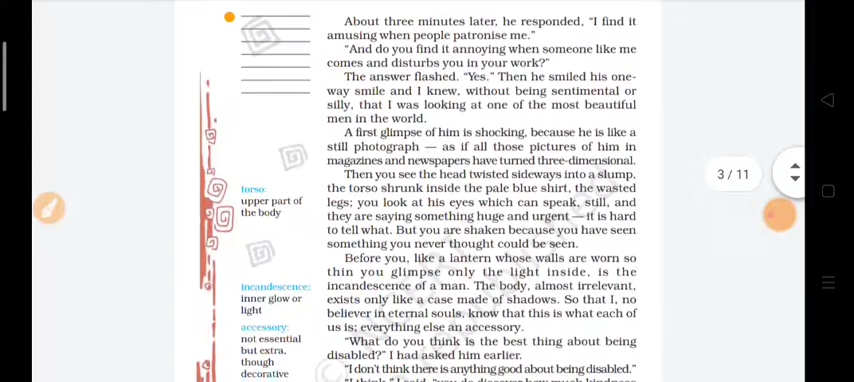 About three minutes later, he responded, “I find it
amusing when people patronise me.”
“And do you find it annoying when someone like me
comes and disturbs you in your work?”
The answer flashed. “Yes.” Then he smiled his one-
way smile and I knew, without being sentimental or
silly, that I was looking at one of the most beautiful
men in the world.
A first glimpse of him is shocking, because he is like a
still photograph — as if all those pictures of him in
magazines and newspapers have turned three-dimensional.
Then you see the head twisted sideways into a slump,
the torso shrunk inside the pale blue shirt, the wasted
legs; you look at his eyes which can speak, still, and
they are saying something huge and urgent — it is hard
to tell what. But you are shaken because you have seen
something you never thought could be seen.
Before you, like a lantern whose walls are worn so
thin you glimpse only the light inside, is the
incandescence of a man. The body, almost irrelevant,
exists only like a case made of shadows. So that I, no
believer in eternal souls, know that this is what each of
us is; everything else an accessory.
“What do you think is the best thing about being
disabled?” I had asked him earlier.
“I don’t think there is anything good about being disabled.”
“I think,” I said, “you do discover how much kindness
torso:
upper part of
the body
incandescence:
inner glow or
light
accessory:
not essential
but extra,
though
decorative
3 / 11